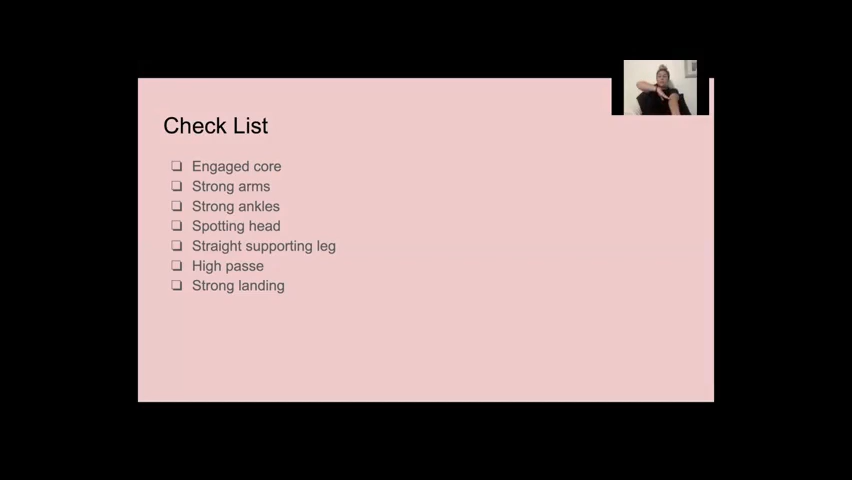 Check List
❏ Engaged core
❏ Strong arms
❏ Strong ankles
❏ Spotting head
❏ Straight supporting leg
❏ High passe
❏ Strong landing